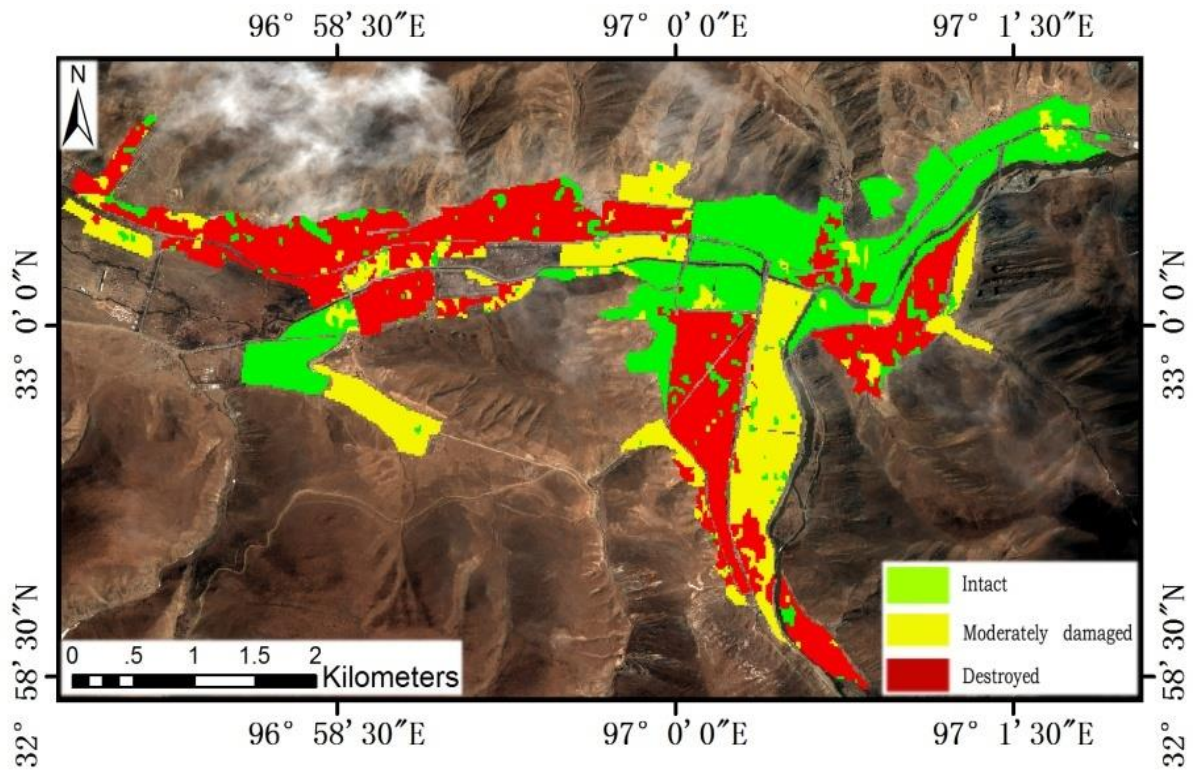 96° 58′ 30″E 97° 0′ 0″E 97° 1′ 30″E
N
33° 0′ 0″N
33° 0′ 0″N
Intact
Moderately damaged
Destroyed
0 .5 1 1.5 2
Kilometers
32° 58′ 30″N
32° 58′ 30″N
96° 58′ 30″E 97° 0′ 0″E 97° 1′ 30″E